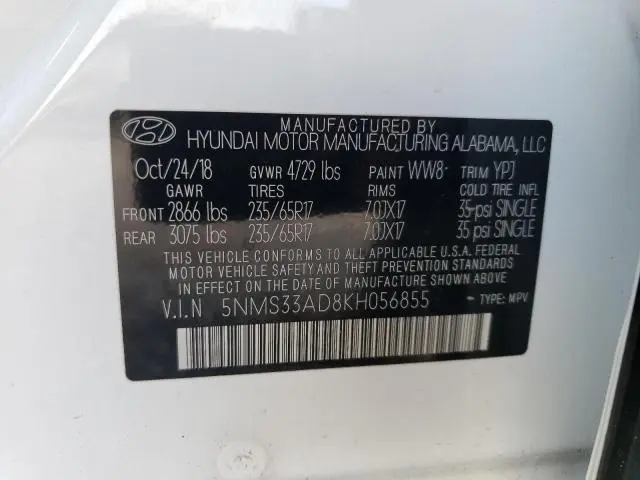 MANUFACTURED BY
HYUNDAI MOTOR MANUFACTURING ALABAMA, LLC
Oct/24/18 GVWR 4729 lbs PAINT WW8- TRIM YPJ
GAWR TIRES RIMS COLD TIRE INFL
FRONT 2866 lbs 235/65R17 7.0JX17 35-psi SINGLE
REAR 3075 lbs 235/65R17 7.0JX17 35 psi SINGLE
THIS VEHICLE CONFORMS TO ALL APPLICABLE U.S.A. FEDERAL
MOTOR VEHICLE SAFETY AND THEFT PREVENTION STANDARDS
IN EFFECT ON THE DATE OF MANUFACTURE SHOWN ABOVE.
V.I.N 5NMS33AD8KH056855 - TYPE: MPV